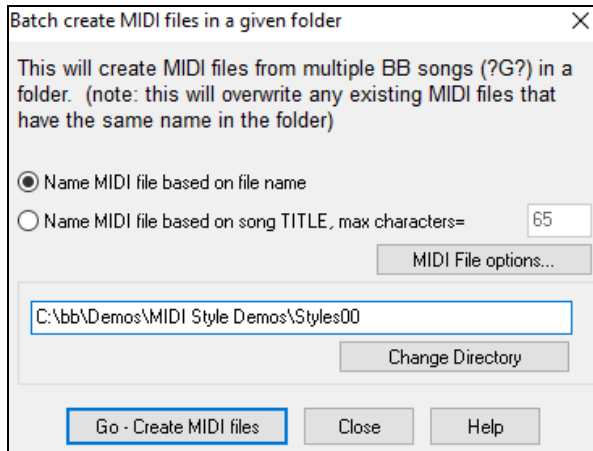 Batch create MIDI files in a given folder
This will create MIDI files from multiple BB songs (?G?) in a
folder. (note: this will overwrite any existing MIDI files that
have the same name in the folder)
Name MIDI file based on file name
Name MIDI file based on song TITLE, max characters= 65
MIDI File options...
C:\bb\Demos\MIDI Style Demos\Styles00
Change Directory
Go - Create MIDI files Close Help